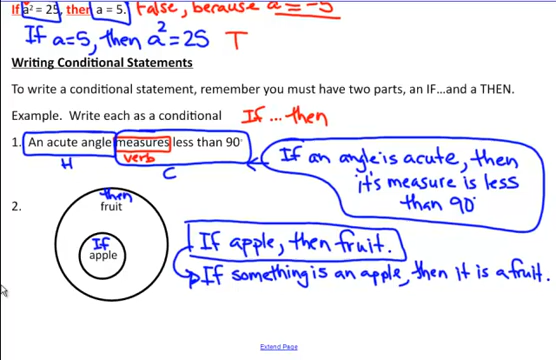 If a² = 25, then a = 5. False, because a = -5
If a=5, then a²=25 T
Writing Conditional Statements
To write a conditional statement, remember you must have two parts, an IF...and a THEN.
Example. Write each as a conditional If ... then
1. An acute angle measures less than 90°
verb
H
C
If an angle is acute, then
it's measure is less
than 90°
2.
then
fruit
If
apple
If apple, then fruit.
If something is an apple, then it is a fruit.
Extend Page